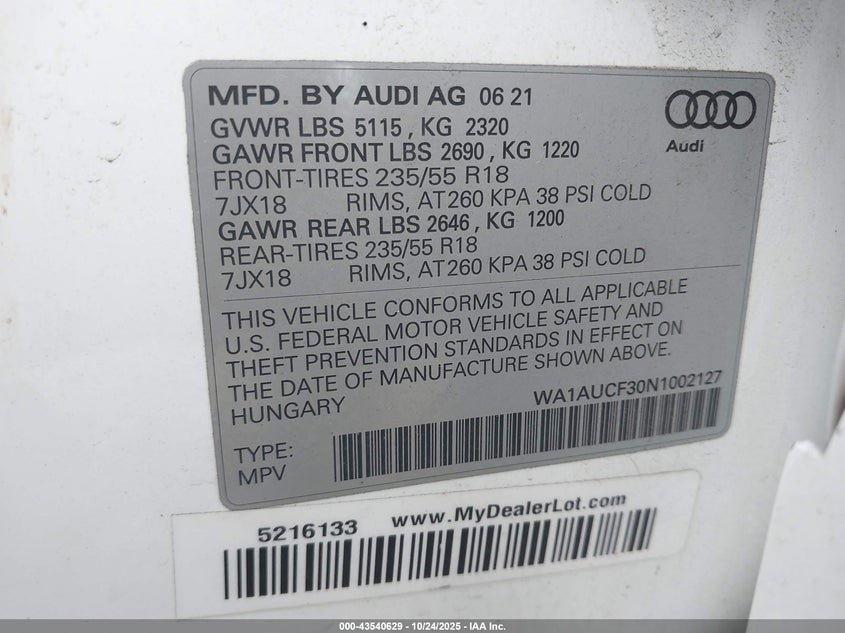 MFD. BY AUDI AG 06 21
Audi
GVWR LBS 5115, KG 2320
GAWR FRONT LBS 2690, KG 1220
FRONT-TIRES 235/55 R18
7JX18 RIMS, AT 260 KPA 38 PSI COLD
GAWR REAR LBS 2646, KG 1200
REAR-TIRES 235/55 R18
7JX18 RIMS, AT 260 KPA 38 PSI COLD
THIS VEHICLE CONFORMS TO ALL APPLICABLE
U.S. FEDERAL MOTOR VEHICLE SAFETY AND
THEFT PREVENTION STANDARDS IN EFFECT ON
THE DATE OF MANUFACTURE SHOWN ABOVE.
HUNGARY
WA1AUCF30N1002127
TYPE:
MPV
5216133 www.MyDealerLot.com
000-43540629 - 10/24/2025 - IAA Inc.